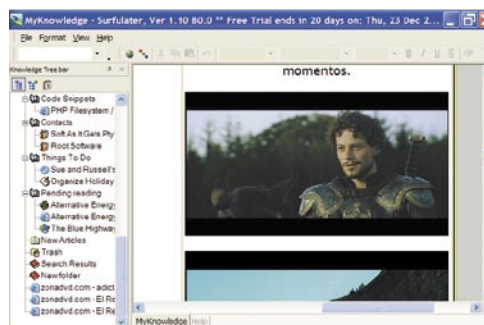 MyKnowledge - Surfulater, Ver 1.10 B0.0 ** Free Trial ends in 20 days on: Thu, 23 Dec 2...
File Format View Help
Knowledge Tree bar
Code Snippets
PHP Filesystem /
Contacts
Soft As It Gets Pty
Root Software
Things To Do
Sue and Russell's
Organize Holiday
Pending reading
Alternative Energy
Alternative Energy
The Blue Highway
New Articles
Trash
Search Results
Newfolder
zonadvd.com - adict
zonadvd.com - El Re
zonadvd.com - El Re
momentos.
B I U S
MyKnowledge Help